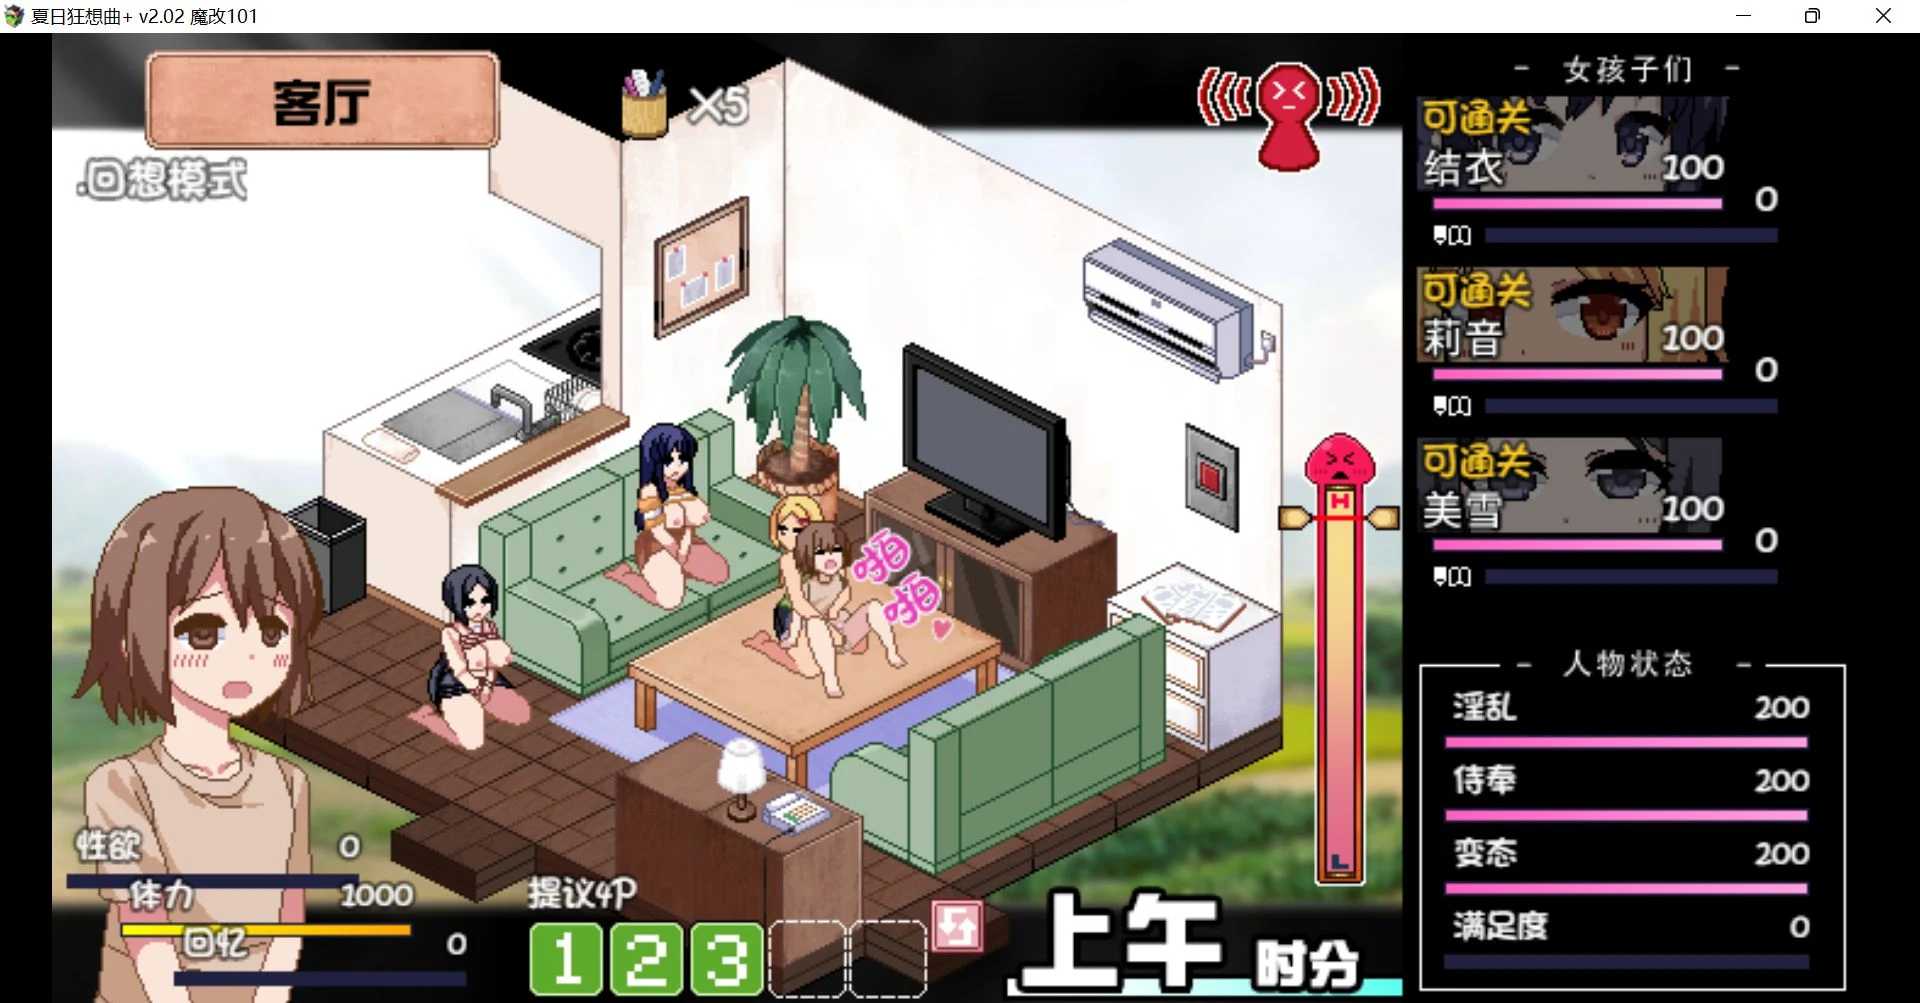 夏日狂想曲+ v2.02 魔改101
客厅
.回想模式
×5
- 女孩子们 -
可通关
结衣 100
0
可通关
莉音 100
0
可通关
美雪 100
0
啪
啪
H
L
- 人物状态 -
淫乱 200
侍奉 200
变态 200
满足度 0
性欲 0
体力 1000
回忆 0
提议4P
1 2 3
上午 时分